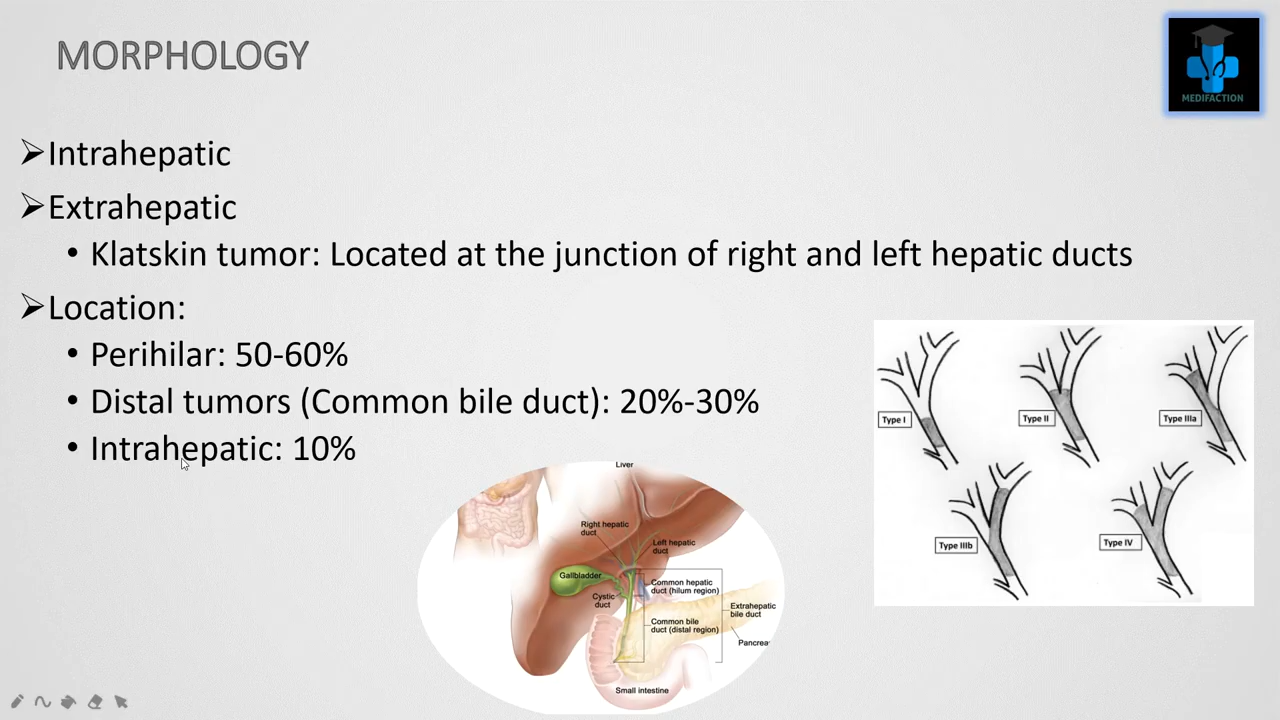 MORPHOLOGY
MEDIFACTION
➢Intrahepatic
➢Extrahepatic
• Klatskin tumor: Located at the junction of right and left hepatic ducts
➢Location:
• Perihilar: 50-60%
• Distal tumors (Common bile duct): 20%-30%
• Intrahepatic: 10%
Type I
Type II
Type IIIa
Type IIIb
Type IV
Liver
Right hepatic
duct
Left hepatic
duct
Gallbladder
Cystic
duct
Common hepatic
duct (hilum region)
Common bile
duct (distal region)
Extrahepatic
bile duct
Pancrea
Small intestine